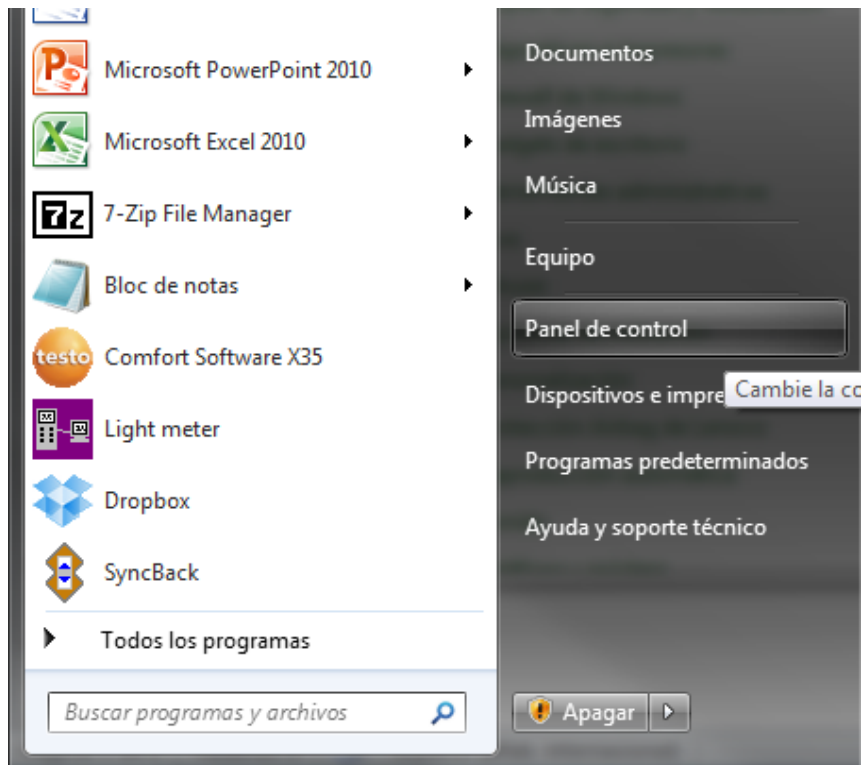 Microsoft PowerPoint 2010
Microsoft Excel 2010
7-Zip File Manager
Bloc de notas
testo
Comfort Software X35
Light meter
Dropbox
SyncBack
Todos los programas
Buscar programas y archivos
Documentos
Imágenes
Música
Equipo
Panel de control
Dispositivos e impre
Cambie la co
Programas predeterminados
Ayuda y soporte técnico
Apagar